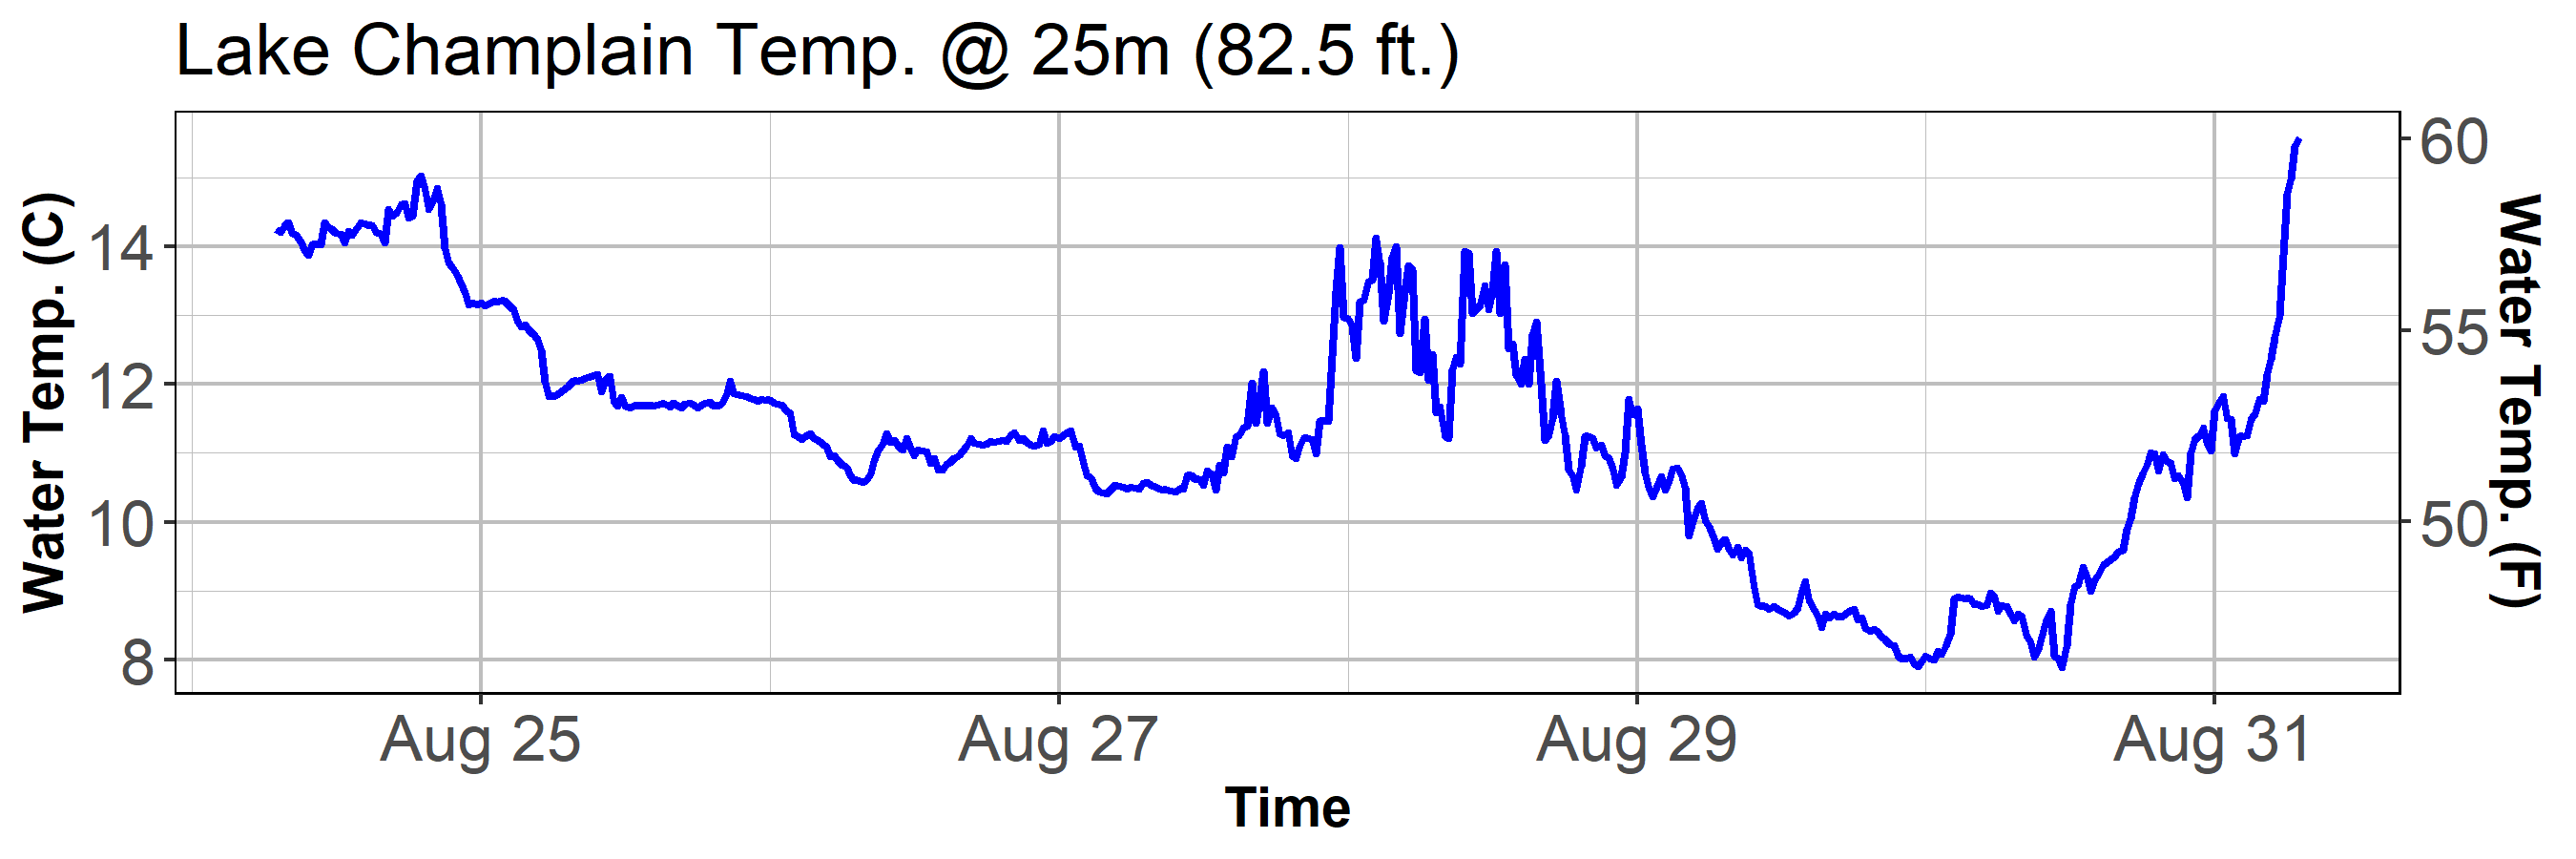 Lake Champlain Temp. @ 25m (82.5 ft.)
Water Temp. (C)
14
12
10
8
60
55
50
Water Temp. (F)
Aug 25 Aug 27 Aug 29 Aug 31
Time